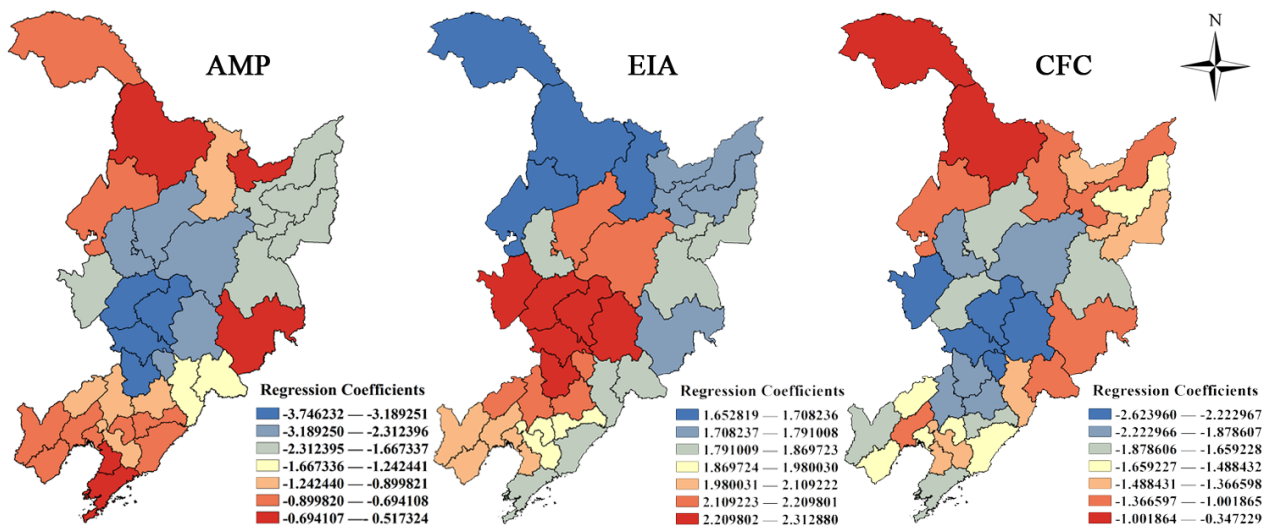 AMP
EIA
CFC
N
Regression Coefficients
-3.746232 — -3.189251
-3.189250 — -2.312396
-2.312395 — -1.667337
-1.667336 — -1.242441
-1.242440 — -0.899821
-0.899820 — -0.694108
-0.694107 — 0.517324
Regression Coefficients
1.652819 — 1.708236
1.708237 — 1.791008
1.791009 — 1.869723
1.869724 — 1.980030
1.980031 — 2.109222
2.109223 — 2.209801
2.209802 — 2.312880
Regression Coefficients
-2.623960 — -2.222967
-2.222966 — -1.878607
-1.878606 — -1.659228
-1.659227 — -1.488432
-1.488431 — -1.366598
-1.366597 — -1.001865
-1.001864 — -0.347229